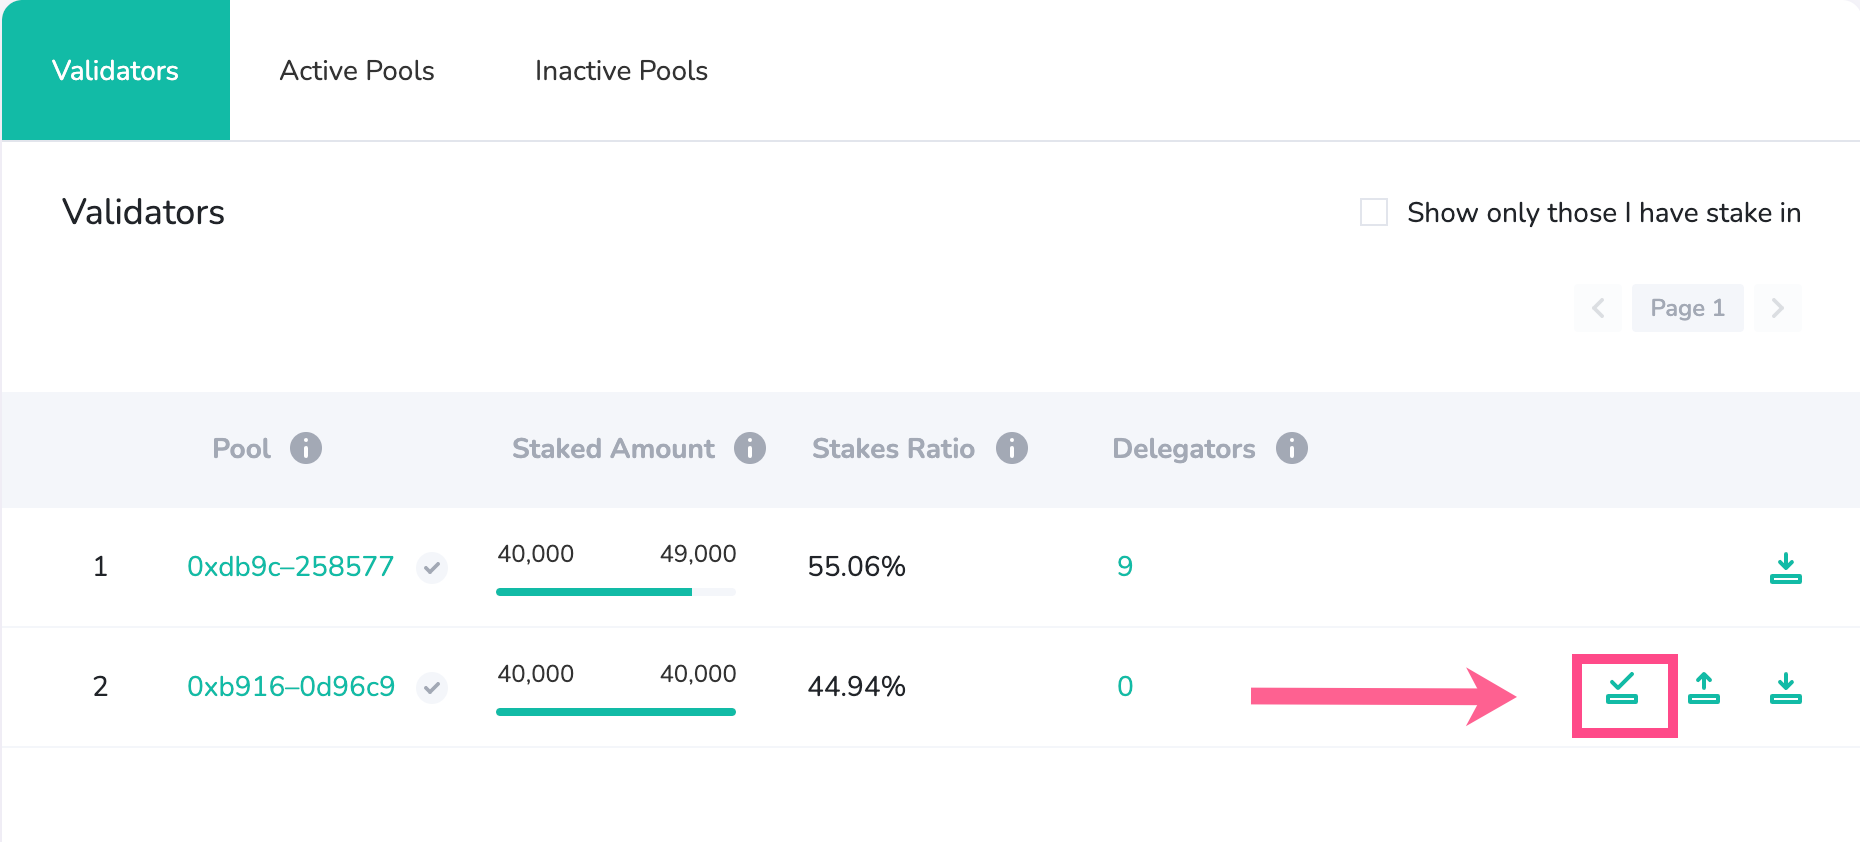 Validators Active Pools Inactive Pools
Validators
Show only those I have stake in
Page 1
Pool Staked Amount Stakes Ratio Delegators
1 0xdb9c–258577 40,000 49,000 55.06% 9
2 0xb916–0d96c9 40,000 40,000 44.94% 0